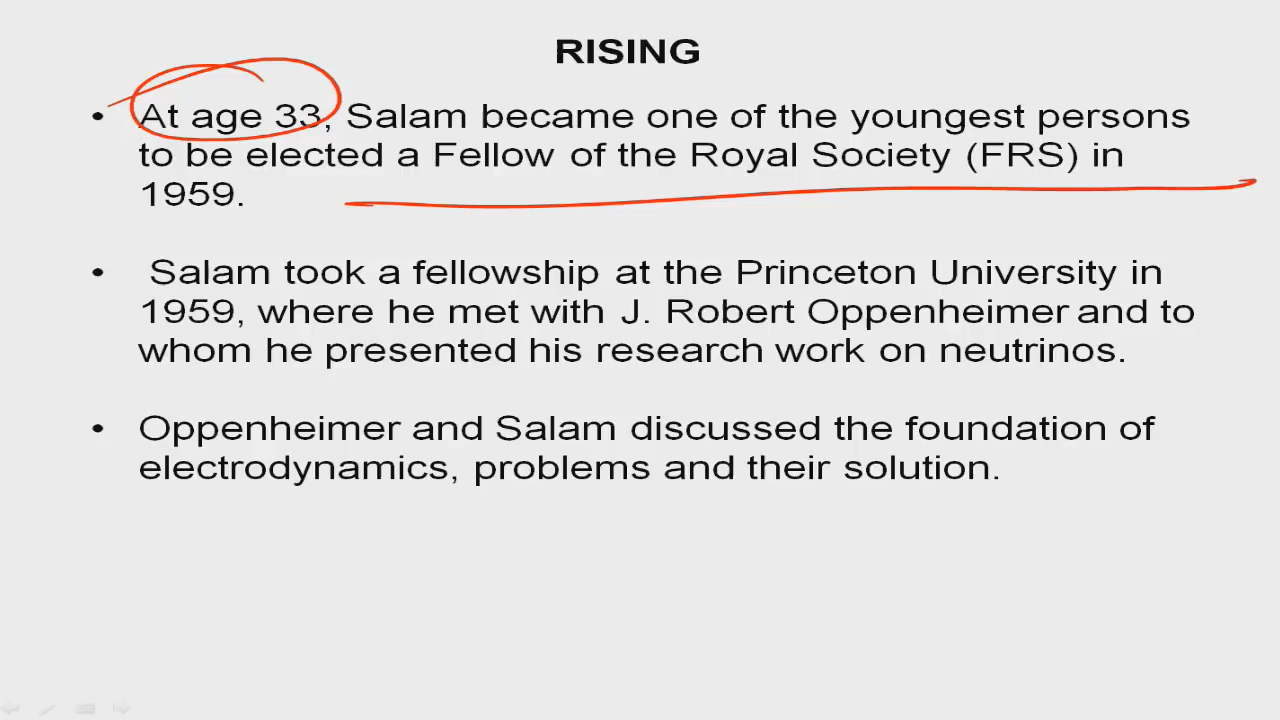 RISING
• At age 33, Salam became one of the youngest persons
to be elected a Fellow of the Royal Society (FRS) in
1959.
• Salam took a fellowship at the Princeton University in
1959, where he met with J. Robert Oppenheimer and to
whom he presented his research work on neutrinos.
• Oppenheimer and Salam discussed the foundation of
electrodynamics, problems and their solution.